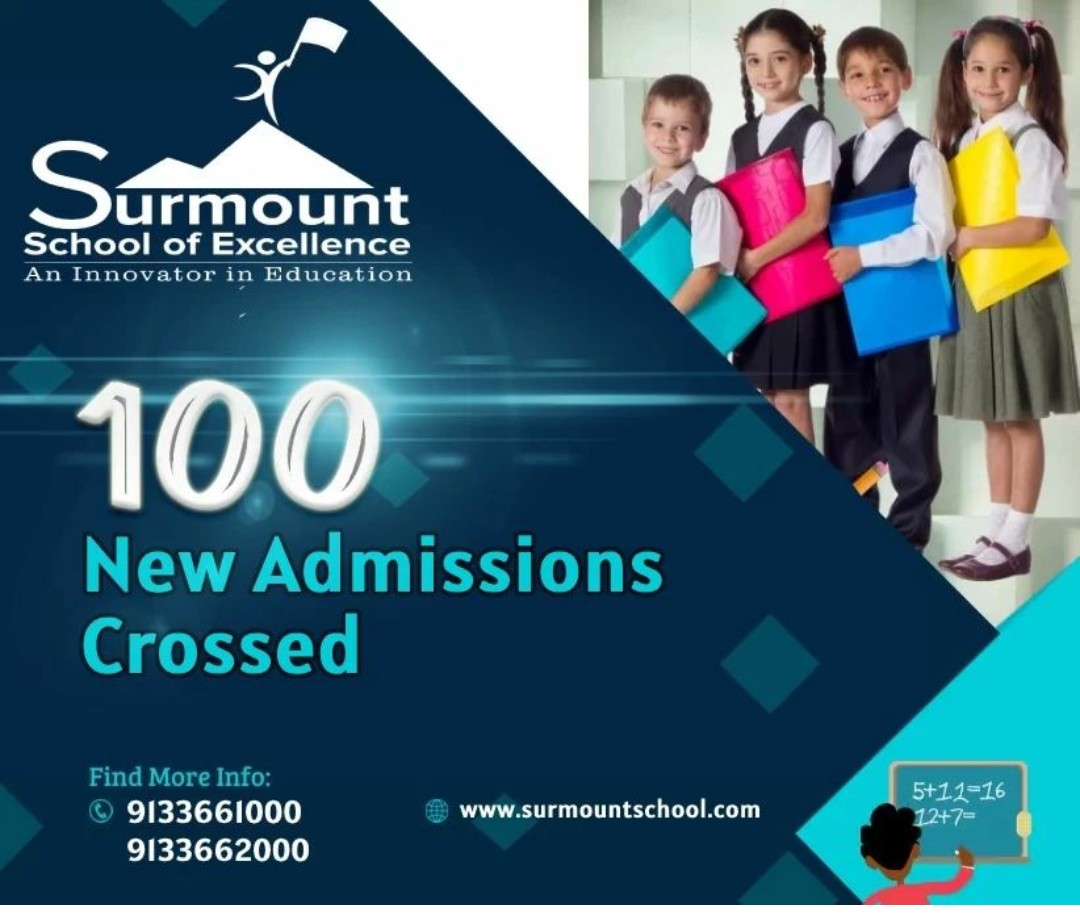 Surmount
School of Excellence
An Innovator in Education
100
New Admissions
Crossed
Find More Info:
9133661000
9133662000
www.surmountschool.com
5+11=16
12+7=